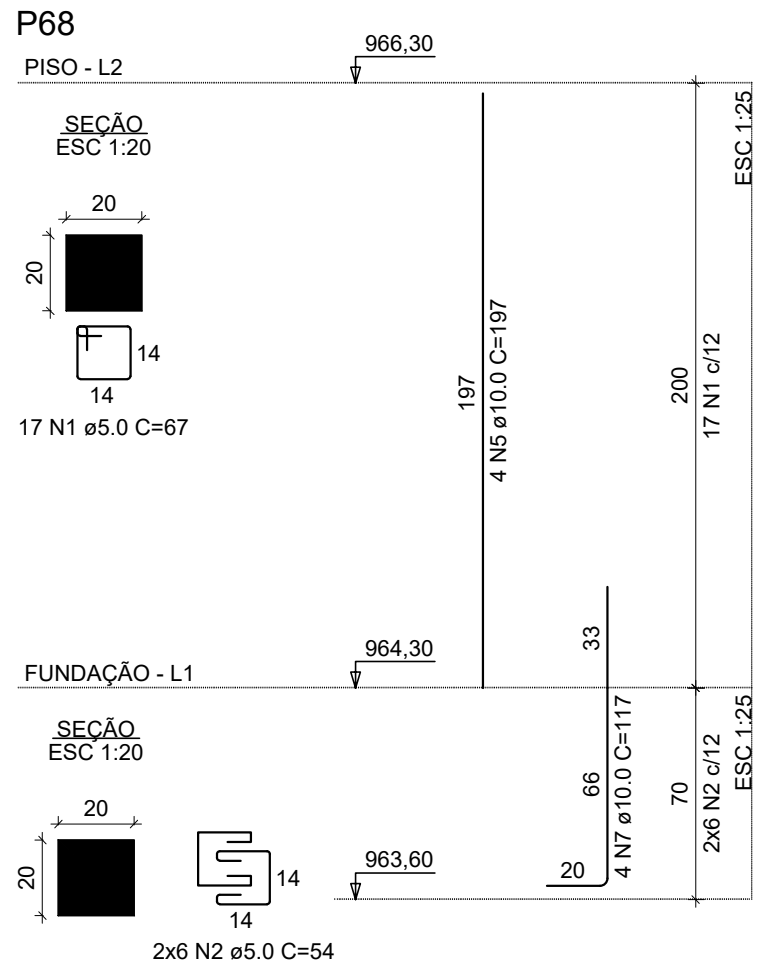 P68
966,30
PISO - L2
SEÇÃO
ESC 1:20
ESC 1:25
20
20
14
14
17 N1 ø5.0 C=67
197
4 N5 ø10.0 C=197
200
17 N1 c/12
33
964,30
FUNDAÇÃO - L1
SEÇÃO
ESC 1:20
ESC 1:25
66
4 N7 ø10.0 C=117
70
2x6 N2 c/12
20
20
14
14
963,60
20
2x6 N2 ø5.0 C=54